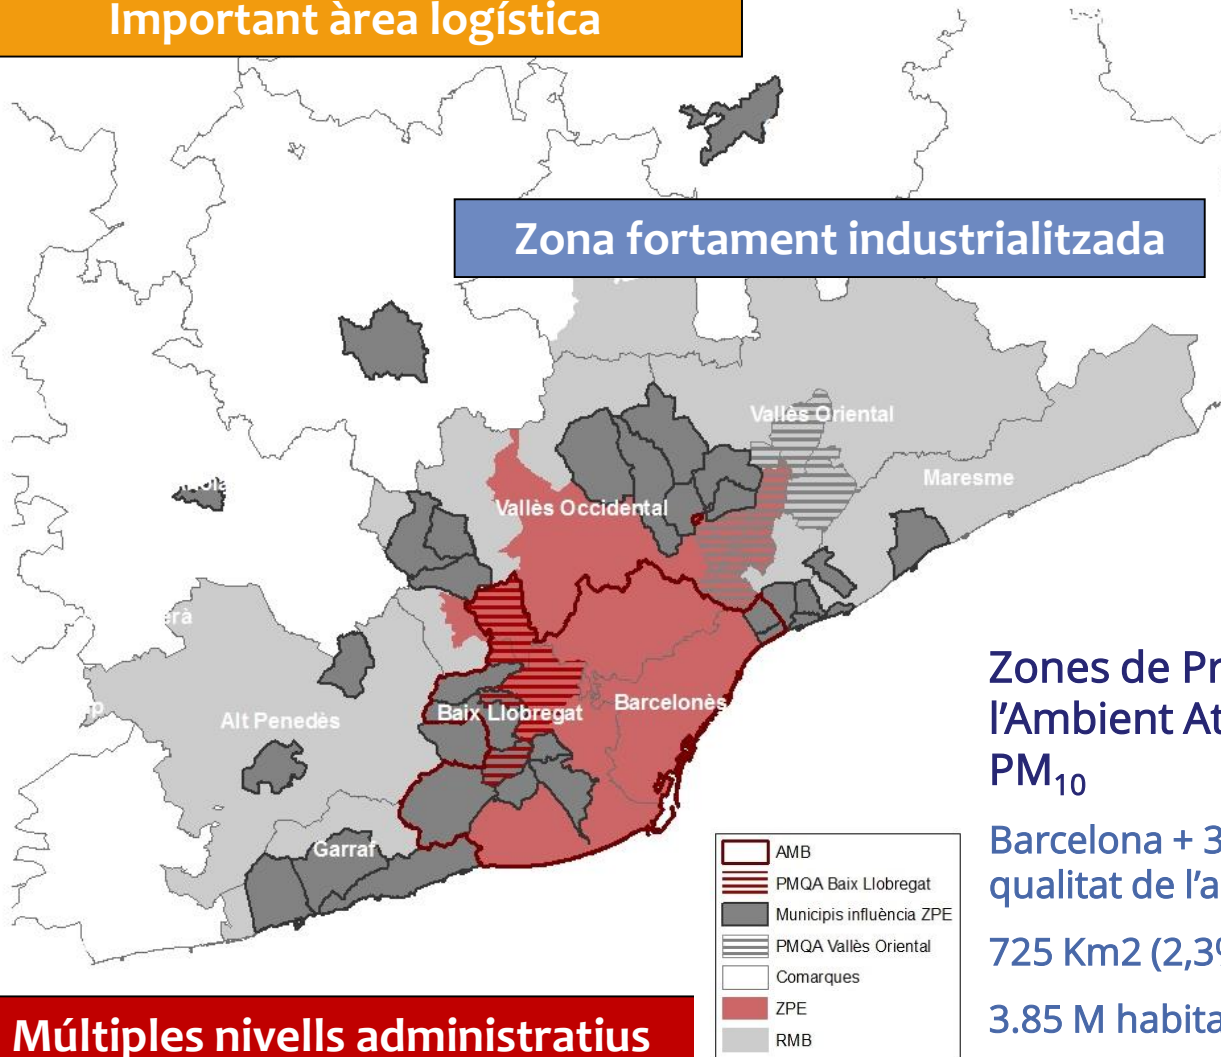 Important àrea logística
Zona fortament industrialitzada
Vallès Oriental
Maresme
Vallès Occidental
Alt Penedès
Baix Llobregat
Barcelonès
Garraf
Zones de Pr
l'Ambient At
PM₁₀
Barcelona + 3
qualitat de l'a
725 Km2 (2,3%
3.85 M habita
AMB
PMQA Baix Llobregat
Municipis influència ZPE
PMQA Vallès Oriental
Comarques
ZPE
RMB
Múltiples nivells administratius